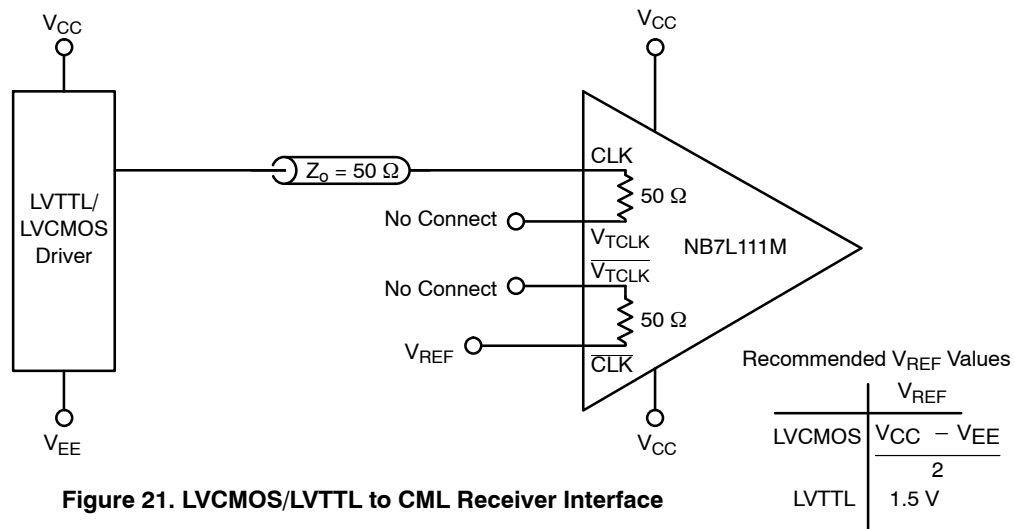 VCC
VCC
LVTTL/
LVCMOS
Driver
Zo = 50 Ω
CLK
50 Ω
No Connect
VTCLK
VTCLK
NB7L111M
No Connect
50 Ω
VREF
CLK
Recommended VREF Values
VREF
LVCMOS
VCC − VEE
2
LVTTL
1.5 V
VEE
VCC
Figure 21. LVCMOS/LVTTL to CML Receiver Interface